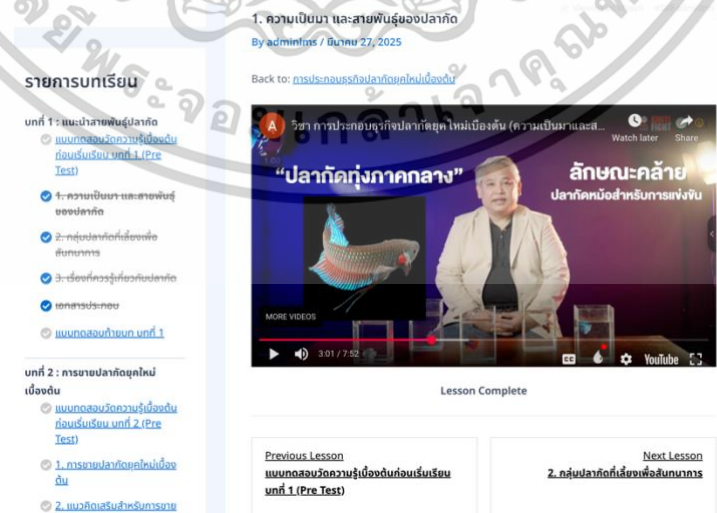 รายการบทเรียน
บทที่ 1 : แนะนำสายพันธุ์ปลากัด
แบบทดสอบวัดความรู้เบื้องต้น
ก่อนเริ่มเรียน บทที่ 1 (Pre
Test)
1. ความเป็นมา และสายพันธุ์
ของปลากัด
2. กลุ่มปลากัดที่เลี้ยงเพื่อ
สันทนาการ
3. เรื่องที่ควรรู้เกี่ยวกับปลากัด
เอกสารประกอบ
แบบทดสอบท้ายบท บทที่ 1
บทที่ 2 : การขายปลากัดยุคใหม่
เบื้องต้น
แบบทดสอบวัดความรู้เบื้องต้น
ก่อนเริ่มเรียน บทที่ 2 (Pre
Test)
1. การขายปลากัดยุคใหม่เบื้อง
ต้น
2. แนวคิดเสริมสำหรับการขาย
1. ความเป็นมา และสายพันธุ์ของปลากัด
By adminlms / มีนาคม 27, 2025
Back to: การประกอบธุรกิจปลากัดยุคใหม่เบื้องต้น
A วิชา การประกอบธุรกิจปลากัดยุคใหม่เบื้องต้น (ความเป็นมาและส...
Watch later Share
“ปลากัดทุ่งภาคกลาง”
ลักษณะคล้าย
ปลากัดหม้อสำหรับการแข่งขัน
MORE VIDEOS
3:01 / 7:52
CC YouTube
Lesson Complete
Previous Lesson
แบบทดสอบวัดความรู้เบื้องต้นก่อนเริ่มเรียน
บทที่ 1 (Pre Test)
Next Lesson
2. กลุ่มปลากัดที่เลี้ยงเพื่อสันทนาการ